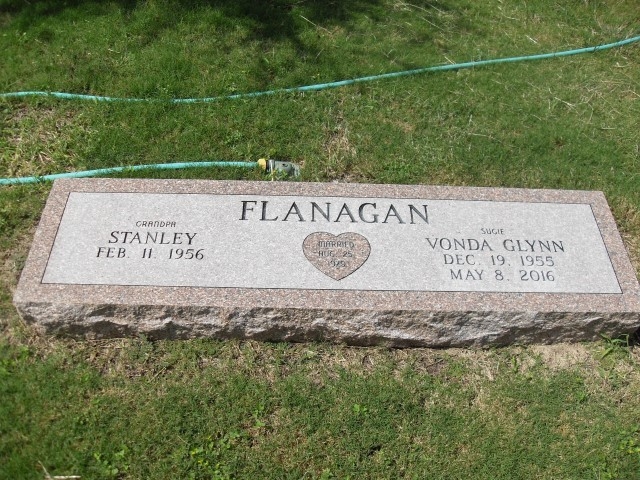 FLANAGAN
GRANDPA
STANLEY
FEB. 11. 1956
MARRIED
AUG. 25,
SUGIE
VONDA GLYNN
DEC. 19. 1955
MAY 8. 2016